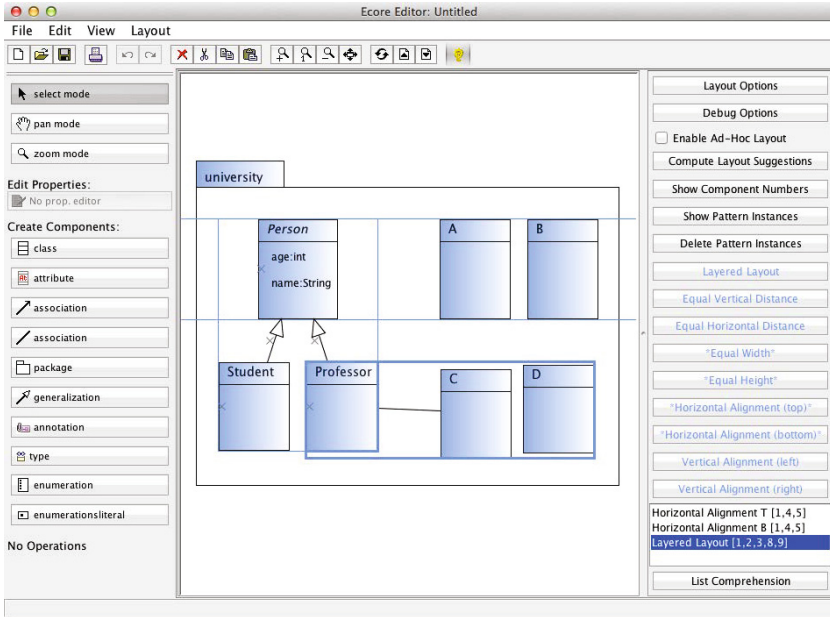 Ecore Editor: Untitled
File Edit View Layout
select mode
pan mode
zoom mode
Edit Properties:
No prop. editor
Create Components:
class
attribute
association
association
package
generalization
annotation
type
enumeration
enumerationsliteral
No Operations
university
Person
age:int
name:String
A
B
Student
Professor
C
D
Layout Options
Debug Options
Enable Ad-Hoc Layout
Compute Layout Suggestions
Show Component Numbers
Show Pattern Instances
Delete Pattern Instances
Layered Layout
Equal Vertical Distance
Equal Horizontal Distance
"Equal Width"
"Equal Height"
"Horizontal Alignment (top)"
"Horizontal Alignment (bottom)"
Vertical Alignment (left)
Vertical Alignment (right)
Horizontal Alignment T [1,4,5]
Horizontal Alignment B [1,4,5]
Layered Layout [1,2,3,8,9]
List Comprehension